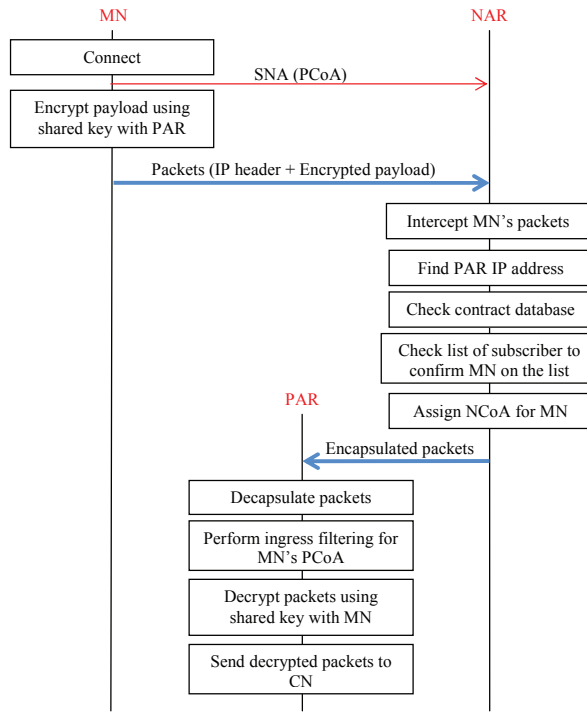 MN
NAR
Connect
SNA (PCoA)
Encrypt payload using
shared key with PAR
Packets (IP header + Encrypted payload)
Intercept MN's packets
Find PAR IP address
Check contract database
Check list of subscriber to
confirm MN on the list
PAR
Assign NCoA for MN
Encapsulated packets
Decapsulate packets
Perform ingress filtering for
MN's PCoA
Decrypt packets using
shared key with MN
Send decrypted packets to
CN